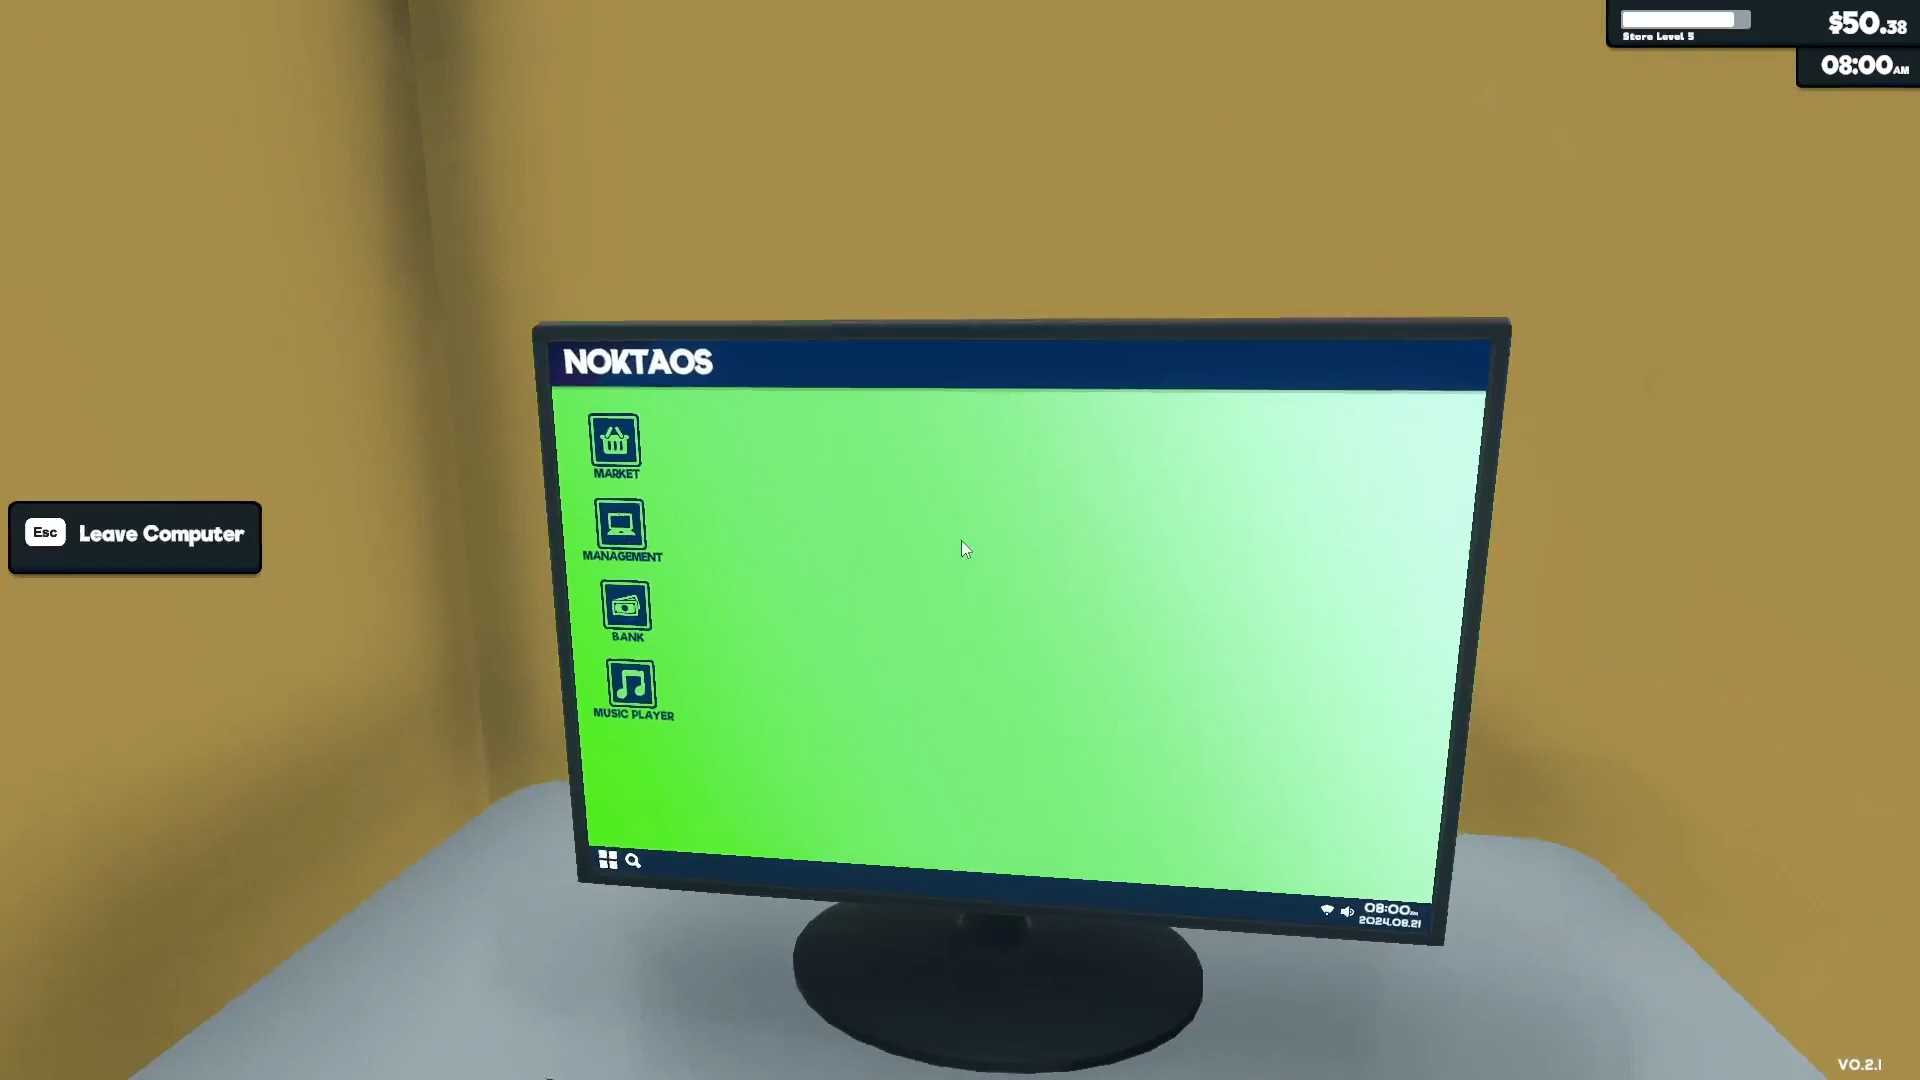 $50.38
Store Level 5
08:00AM
NOKTAOS
MARKET
MANAGEMENT
Esc Leave Computer
BANK
MUSIC PLAYER
08:00AM
2024.08.21
V0.2.1